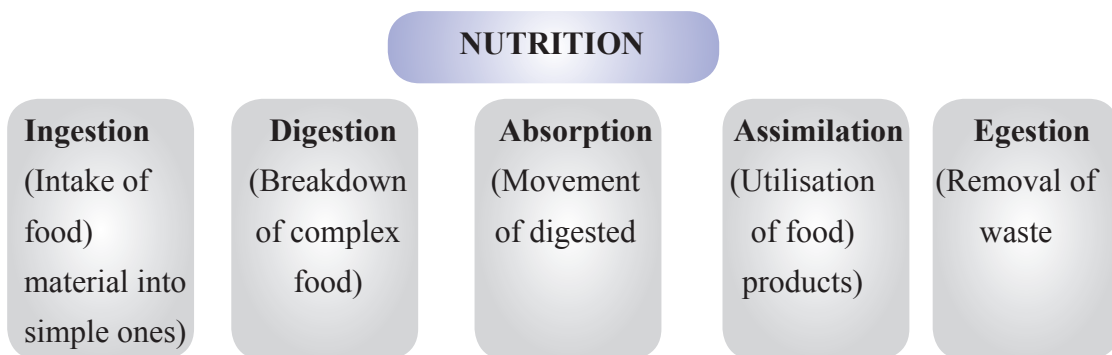 NUTRITION
Ingestion
(Intake of
food)
material into
simple ones)
Digestion
(Breakdown
of complex
food)
Absorption
(Movement
of digested
Assimilation
(Utilisation
of food)
products)
Egestion
(Removal of
waste